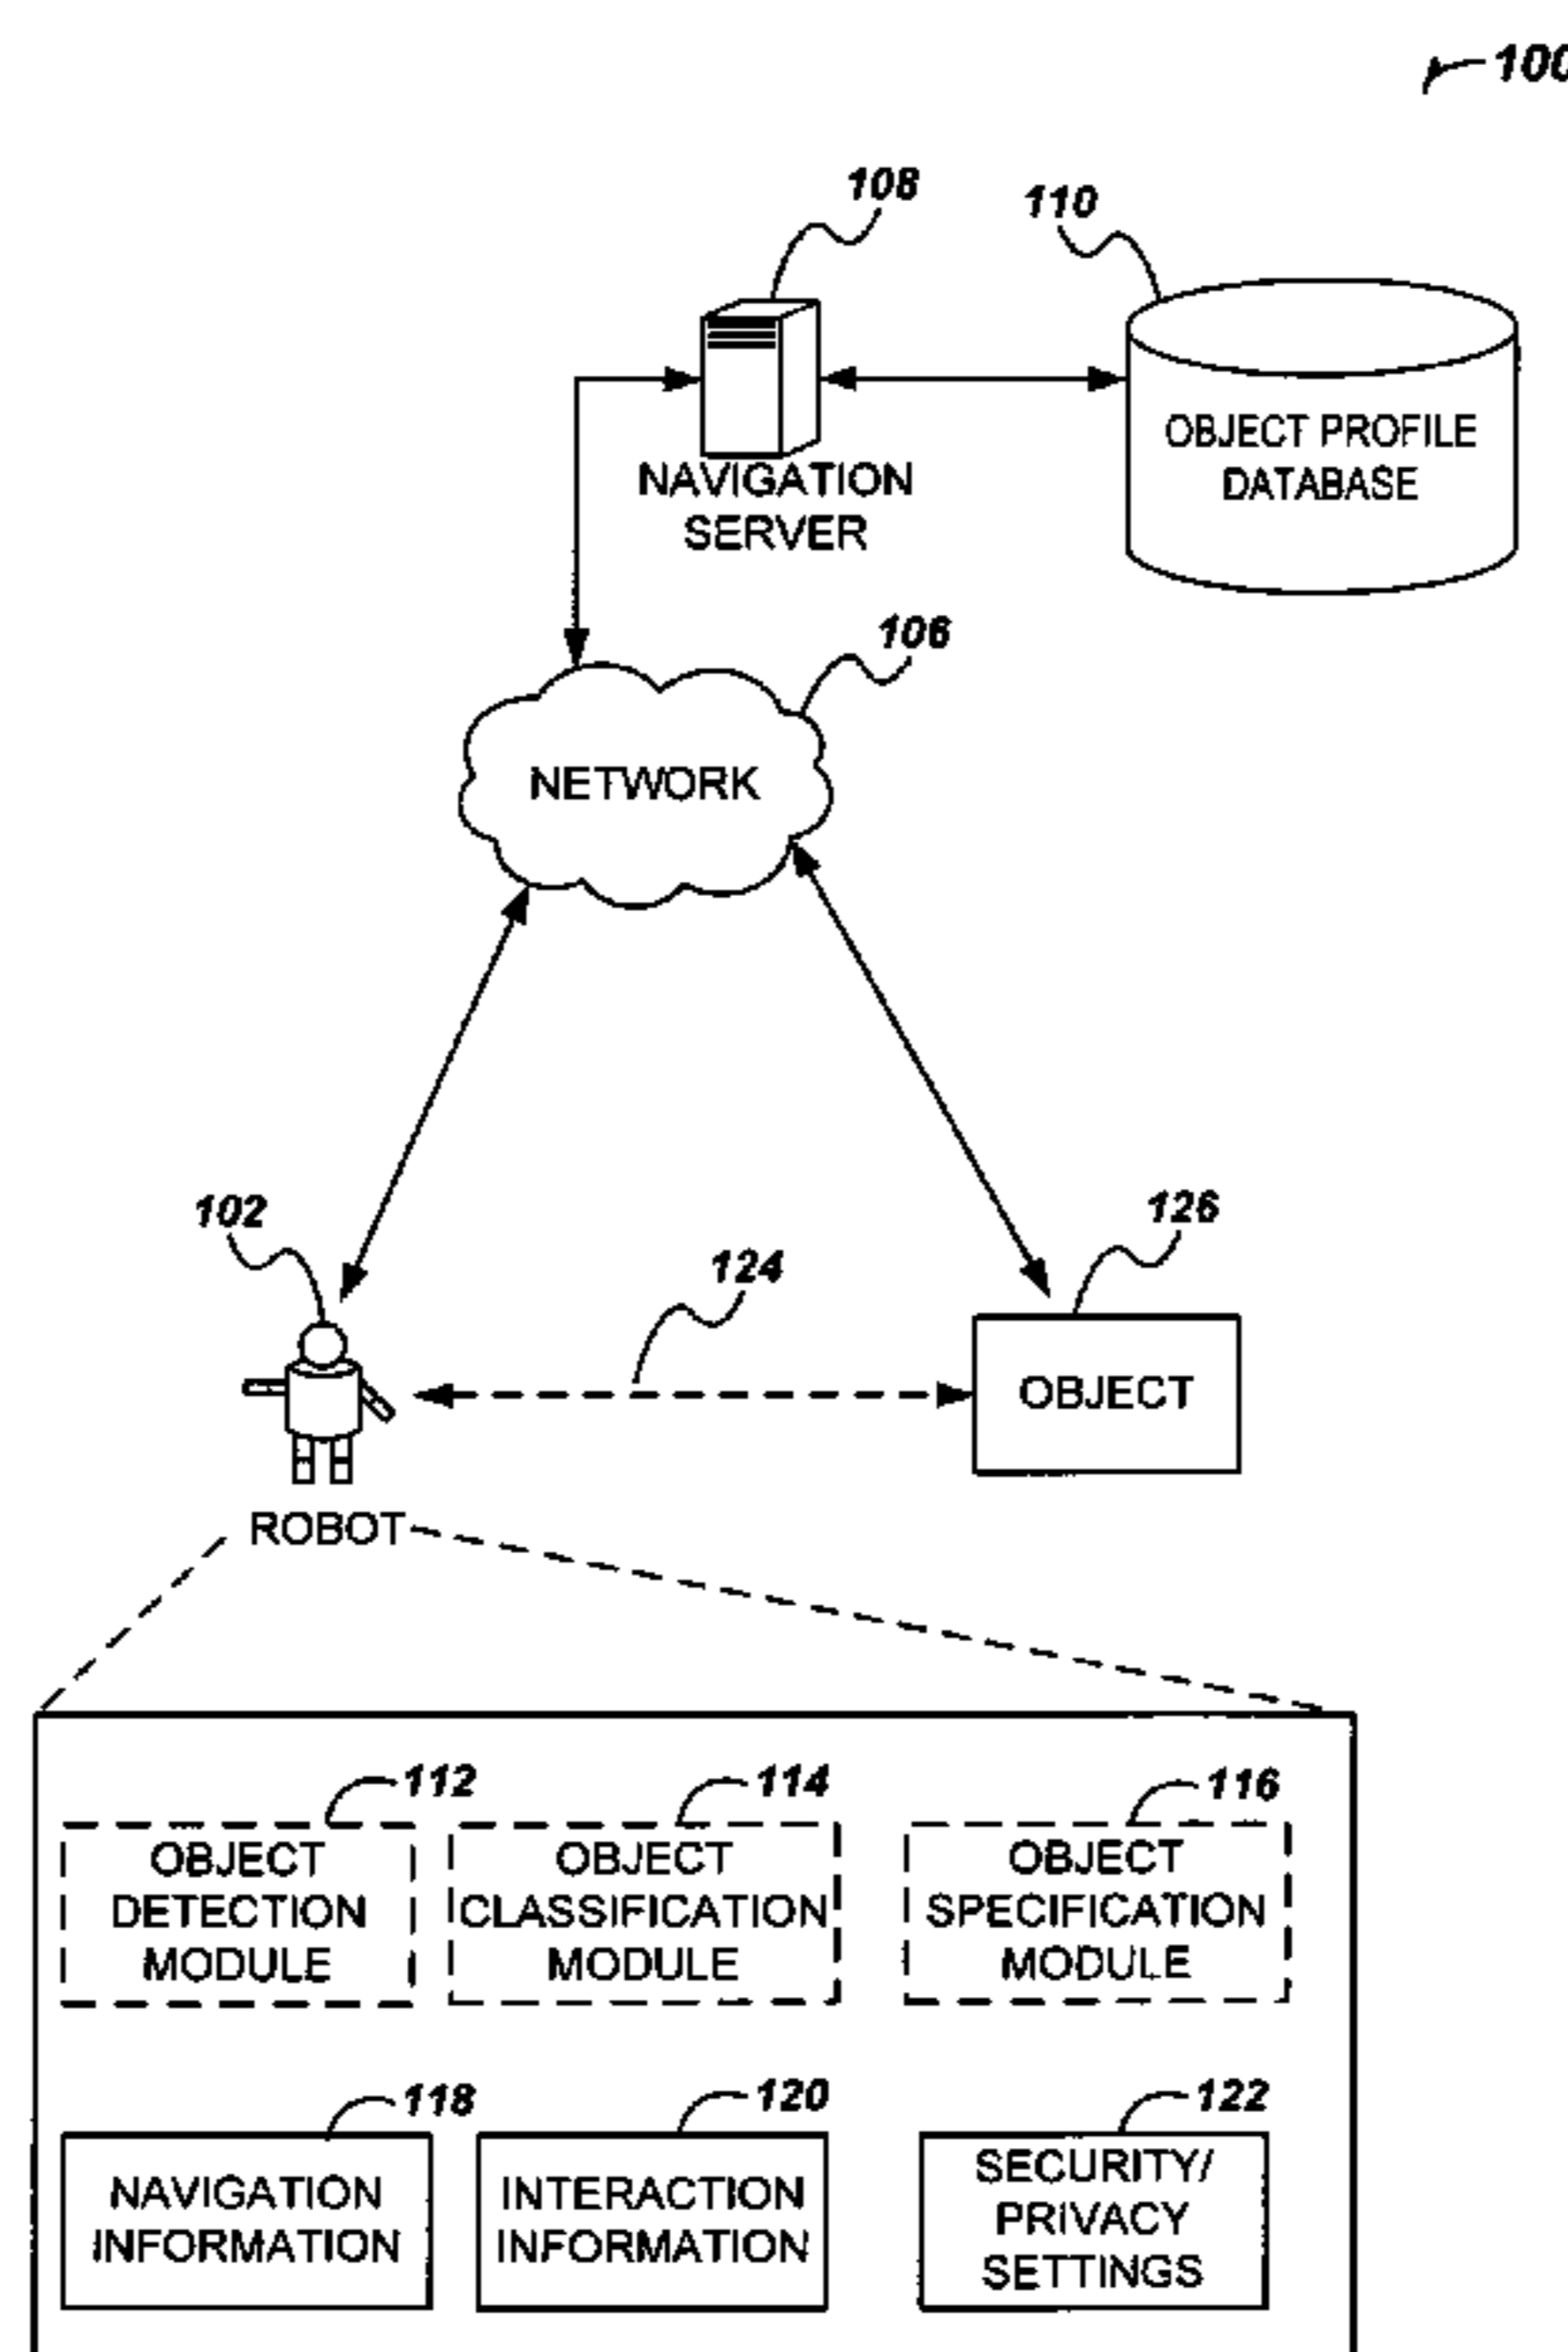 100
108
110
OBJECT PROFILE
DATABASE
NAVIGATION
SERVER
106
NETWORK
102
124
126
OBJECT
ROBOT
112
114
116
OBJECT
DETECTION
MODULE
OBJECT
CLASSIFICATION
MODULE
OBJECT
SPECIFICATION
MODULE
118
120
122
NAVIGATION
INFORMATION
INTERACTION
INFORMATION
SECURITY/
PRIVACY
SETTINGS